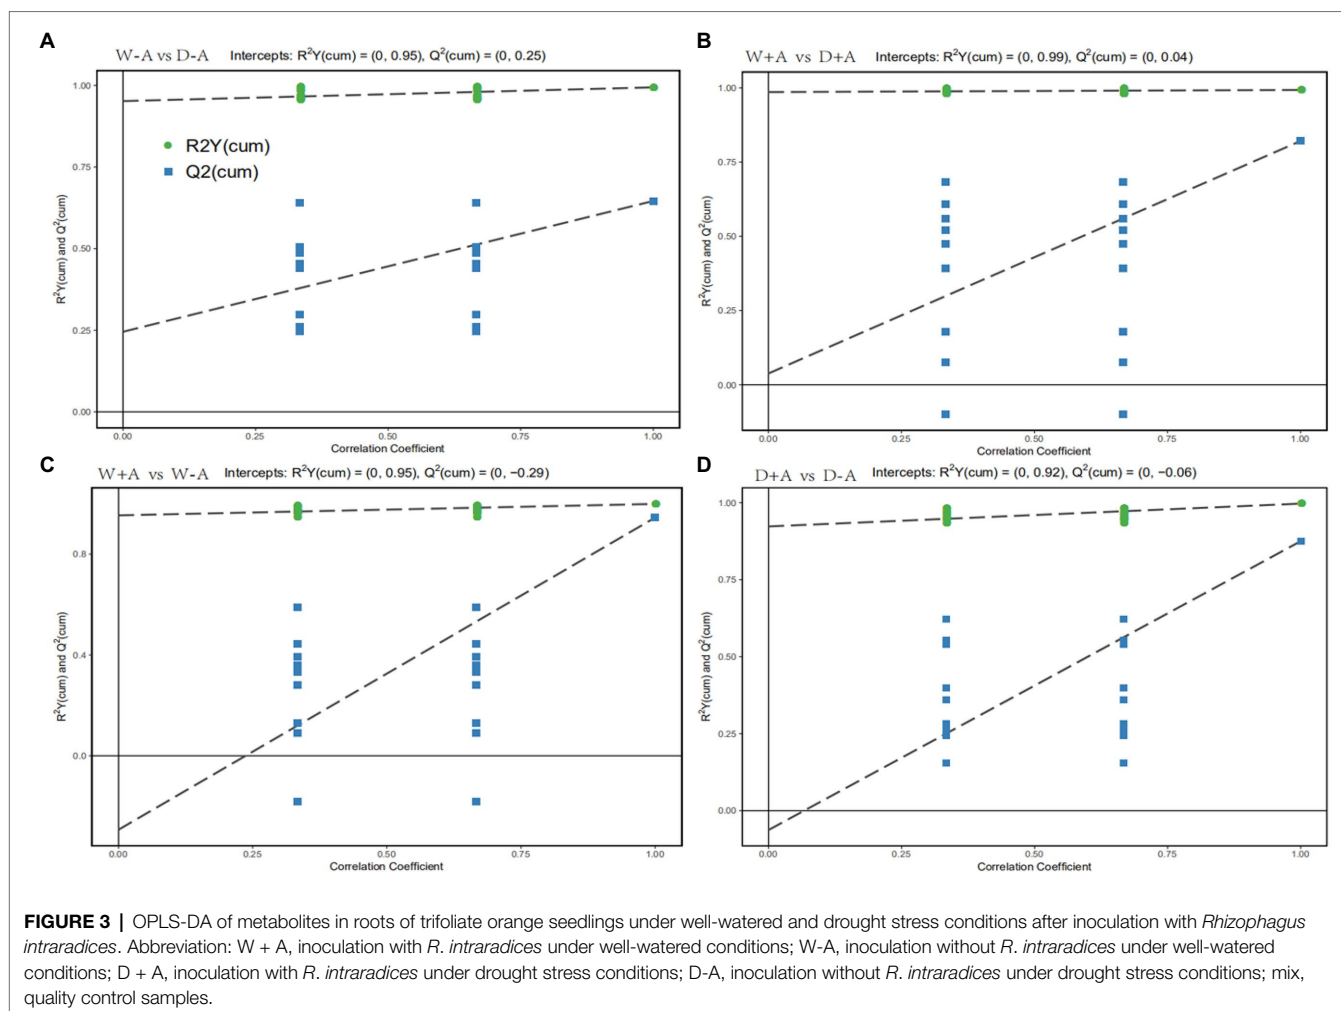 A
W-A vs D-A Intercepts: R²Y(cum) = (0, 0.95), Q²(cum) = (0, 0.25)
R²Y(cum) and Q²(cum)
1.00
0.75
0.50
0.25
0.00
R2Y(cum)
Q2(cum)
0.00 0.25 0.50 0.75 1.00
Correlation Coefficient
B
W+A vs D+A Intercepts: R²Y(cum) = (0, 0.99), Q²(cum) = (0, 0.04)
R²Y(cum) and Q²(cum)
1.00
0.75
0.50
0.25
0.00
0.00 0.25 0.50 0.75 1.00
Correlation Coefficient
C
W+A vs W-A Intercepts: R²Y(cum) = (0, 0.95), Q²(cum) = (0, −0.29)
R²Y(cum) and Q²(cum)
0.8
0.4
0.0
0.00 0.25 0.50 0.75 1.00
Correlation Coefficient
D
D+A vs D-A Intercepts: R²Y(cum) = (0, 0.92), Q²(cum) = (0, −0.06)
R²Y(cum) and Q²(cum)
1.00
0.75
0.50
0.25
0.00
0.00 0.25 0.50 0.75 1.00
Correlation Coefficient
FIGURE 3 | OPLS-DA of metabolites in roots of trifoliate orange seedlings under well-watered and drought stress conditions after inoculation with Rhizophagus
intraradices. Abbreviation: W + A, inoculation with R. intraradices under well-watered conditions; W-A, inoculation without R. intraradices under well-watered
conditions; D + A, inoculation with R. intraradices under drought stress conditions; D-A, inoculation without R. intraradices under drought stress conditions; mix,
quality control samples.